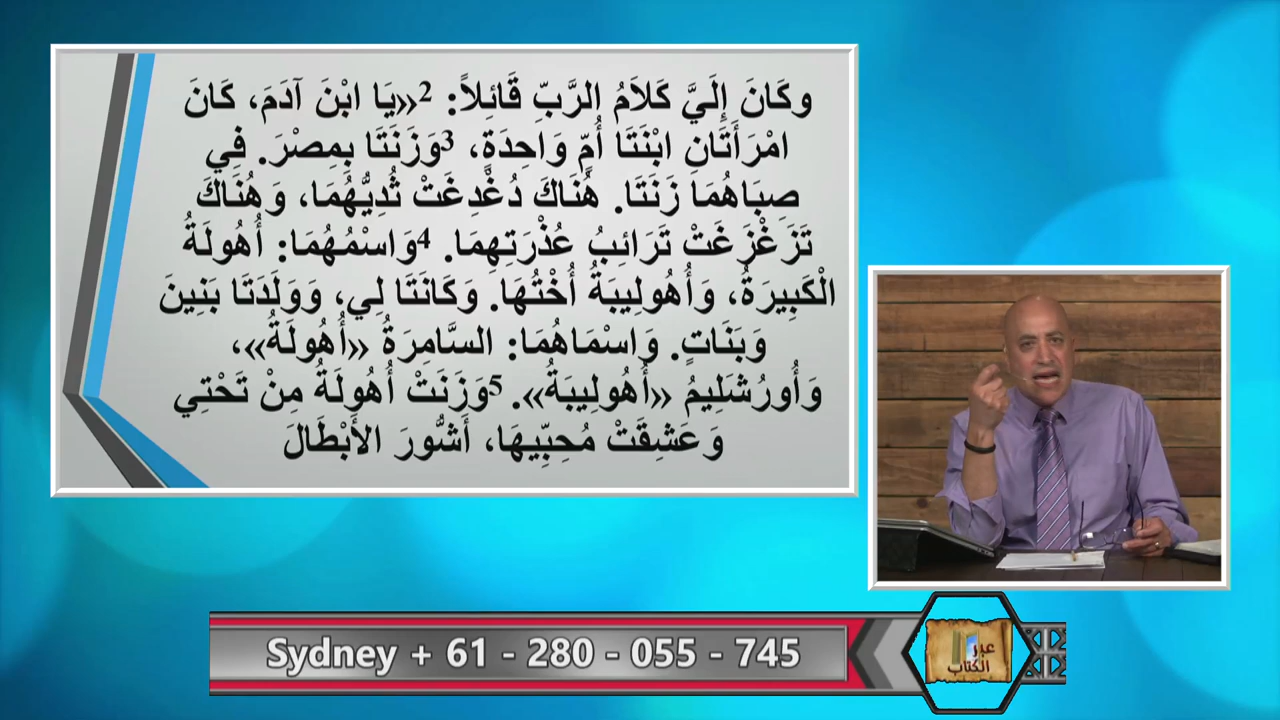 وكَانَ إِلَيَّ كَلَامُ الرَّبِّ قَائِلاً: 2«يَا ابْنَ آدَمَ، كَانَ
امْرَأَتَانِ ابْنَتَا أُمٍّ وَاحِدَةٍ، 3وَزَنَتَا بِمِصْرَ. فِي
صِبَاهُمَا زَنَتَا. هُنَاكَ دُغْدِغَتْ ثُدِيُّهُمَا، وَهُنَاكَ
تَزَغْزَغَتْ تَرَائِبُ عُذْرَتِهِمَا. 4وَاسْمُهُمَا: أُهُولَةُ
الْكَبِيرَةُ، وَأُهُولِيبَةُ أُخْتُهَا. وَكَانَتَا لِي، وَوَلَدَتَا بَنِينَ
وَبَنَاتٍ. وَاسْمَاهُمَا: السَّامِرَةُ «أُهُولَةُ»،
وَأُورُشَلِيمُ «أُهُولِيبَةُ». 5وَزَنَتْ أُهُولَةُ مِنْ تَحْتِي
وَعَشِقَتْ مُحِبِّيهَا، أَشُّورَ الأَبْطَالَ
Sydney + 61 - 280 - 055 - 745
عبر
الكتاب